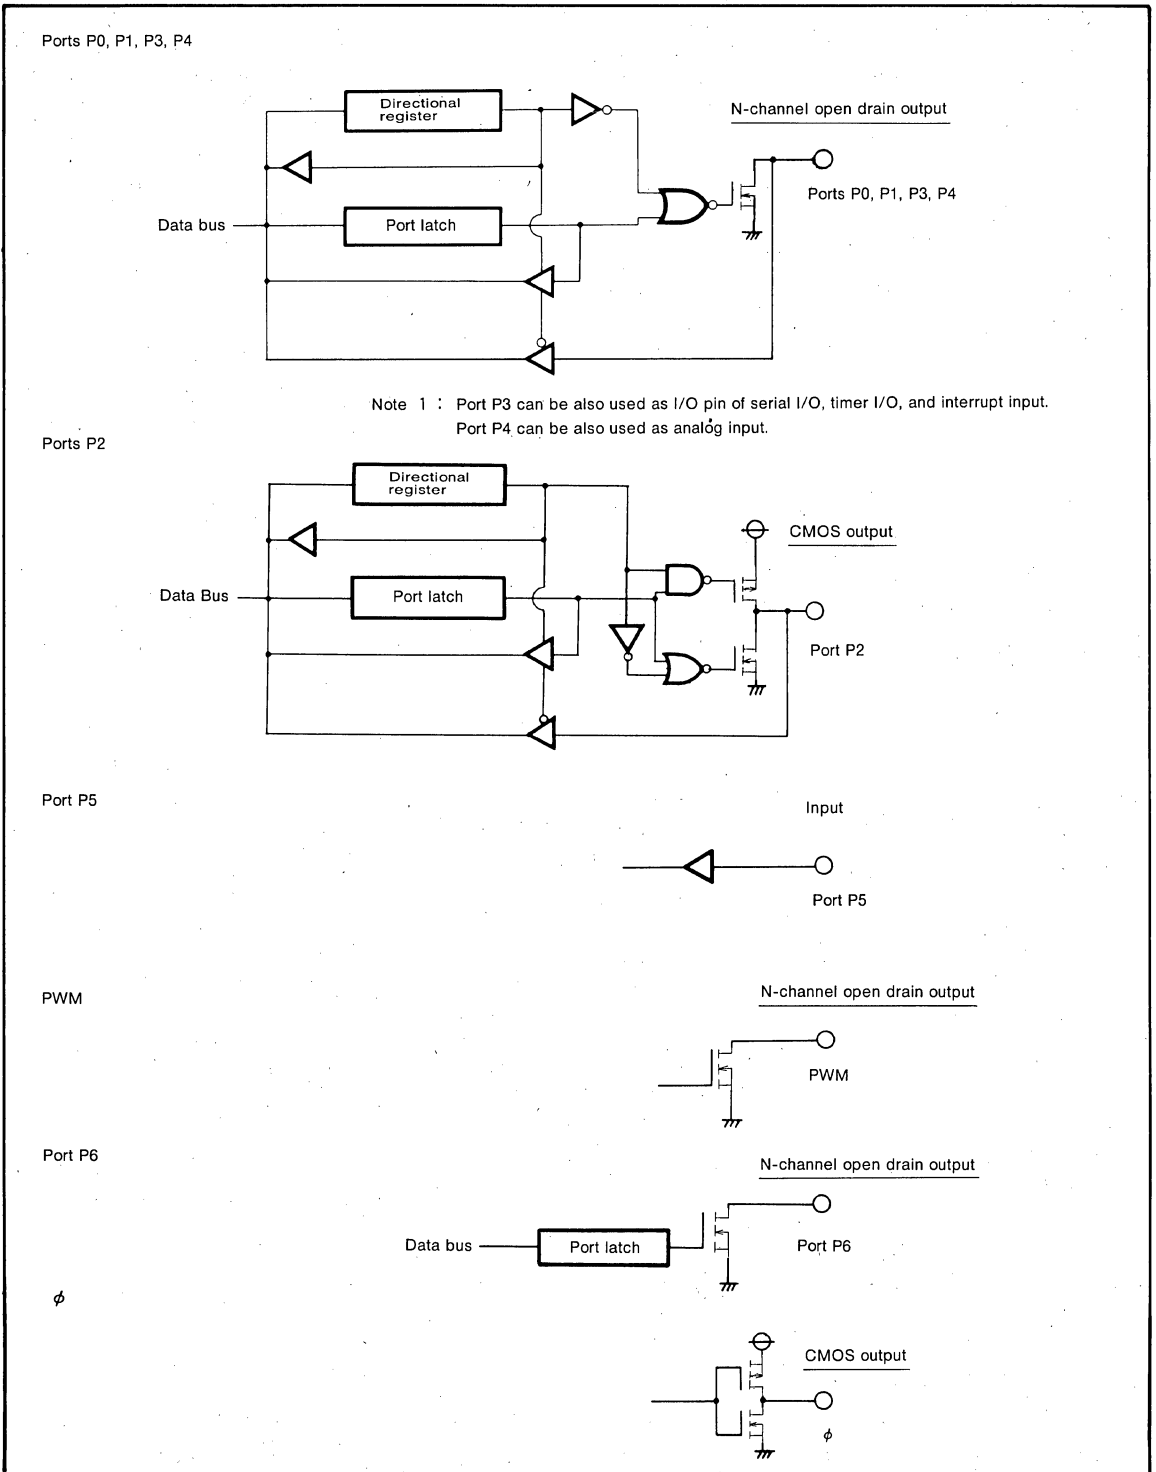 Ports P0, P1, P3, P4
Directional
register
N-channel open drain output
Ports P0, P1, P3, P4
Data bus
Port latch
Note 1 : Port P3 can be also used as I/O pin of serial I/O, timer I/O, and interrupt input.
Port P4 can be also used as analog input.
Ports P2
Directional
register
CMOS output
Data Bus
Port latch
Port P2
Port P5
Input
Port P5
PWM
N-channel open drain output
PWM
Port P6
N-channel open drain output
Data bus
Port latch
Port P6
ϕ
CMOS output
ϕ